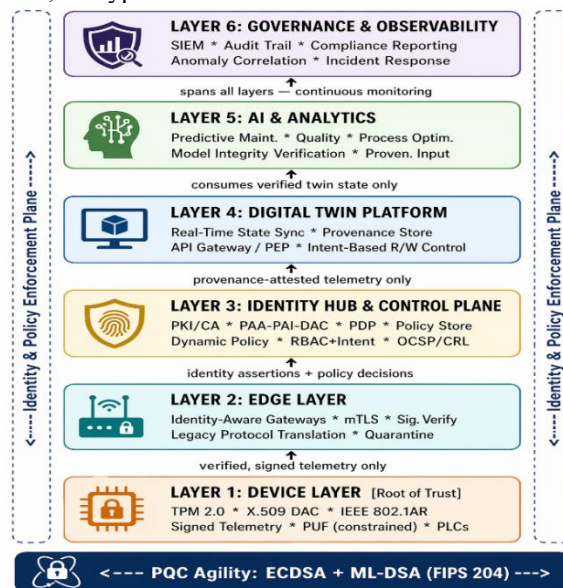 LAYER 6: GOVERNANCE & OBSERVABILITY
SIEM * Audit Trail * Compliance Reporting
Anomaly Correlation * Incident Response
spans all layers — continuous monitoring
LAYER 5: AI & ANALYTICS
Predictive Maint. * Quality * Process Optim.
Model Integrity Verification * Proven. Input
consumes verified twin state only
LAYER 4: DIGITAL TWIN PLATFORM
Real-Time State Sync * Provenance Store
API Gateway / PEP * Intent-Based R/W Control
provenance-attested telemetry only
LAYER 3: IDENTITY HUB & CONTROL PLANE
PKI/CA * PAA-PAI-DAC * PDP * Policy Store
Dynamic Policy * RBAC+Intent * OCSP/CRL
identity assertions + policy decisions
LAYER 2: EDGE LAYER
Identity-Aware Gateways * mTLS * Sig. Verify
Legacy Protocol Translation * Quarantine
verified, signed telemetry only
LAYER 1: DEVICE LAYER [Root of Trust]
TPM 2.0 * X.509 DAC * IEEE 802.1AR
Signed Telemetry * PUF (constrained) * PLCs
<---- PQC Agility: ECDSA + ML-DSA (FIPS 204) ---->
<----- Identity & Policy Enforcement Plane ----->
<----- Identity & Policy Enforcement Plane ----->